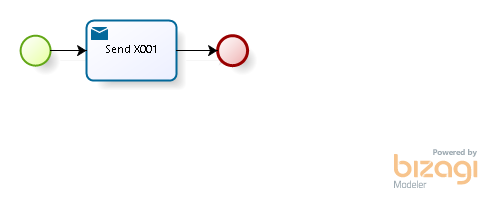 Send X001
Powered by
bizagi
Modeler